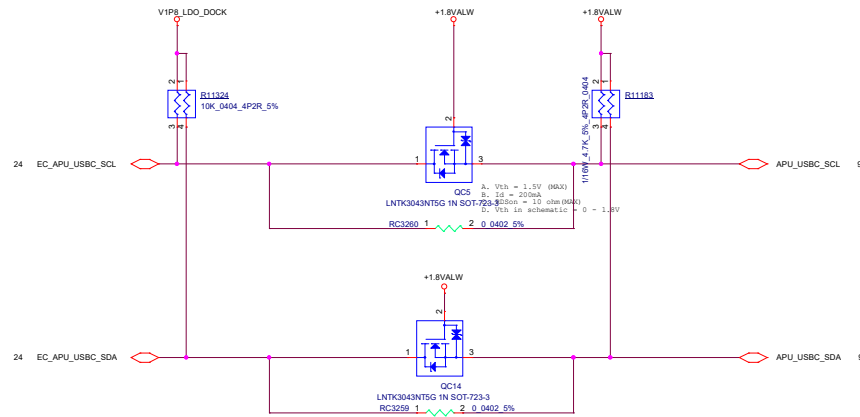 V1P8_LDO_DOCK
+1.8VALW
+1.8VALW
2 1
R11324
10K_0404_4P2R_5%
3 4
2
2 1
R11183
1/16W_4.7K_5%_4P2R_0404
3 4
24 EC_APU_USBC_SCL
1
3
APU_USBC_SCL 9
QC5
LNTK3043NT5G 1N SOT-723-3
A. Vth = 1.5V (MAX)
B. Id = 200mA
RDSon = 10 ohm(MAX)
D. Vth in schematic = 0 - 1.8V
RC3260 1 2 0_0402_5%
+1.8VALW
2
24 EC_APU_USBC_SDA
1
3
APU_USBC_SDA 9
QC14
LNTK3043NT5G 1N SOT-723-3
RC3259 1 2 0_0402_5%